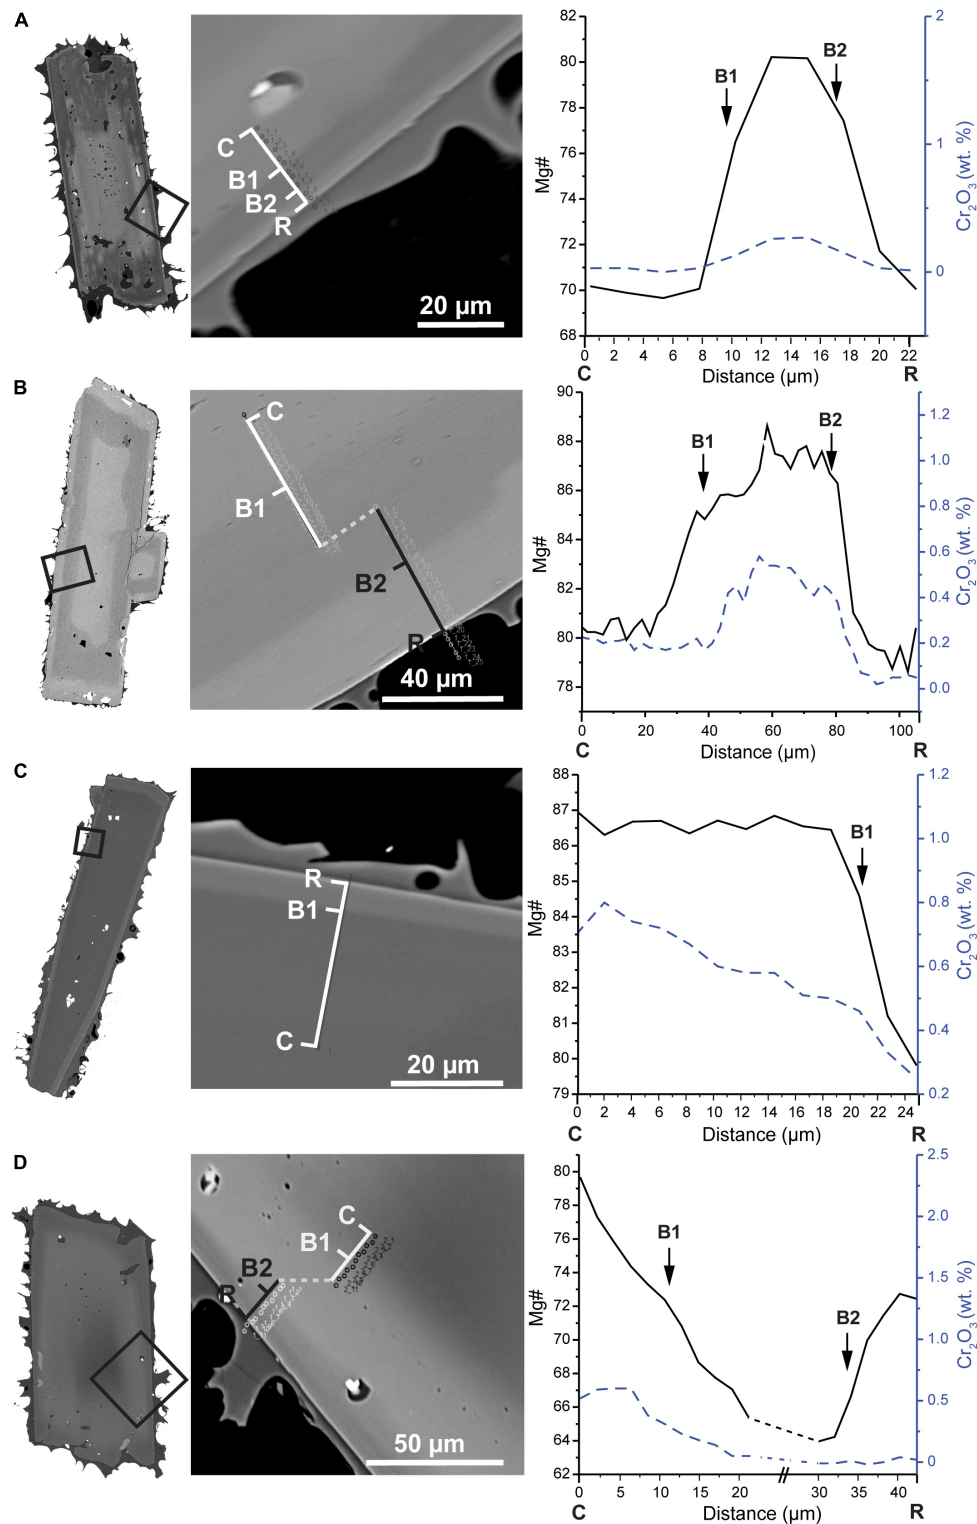 A
C
B1
B2
R
20 µm
82
80
78
76
74
72
70
68
Mg#
B1
B2
2
1
0
Cr2O3 (wt. %)
0 2 4 6 8 10 12 14 16 18 20 22
C Distance (µm) R
B
C
B1
B2
R
40 µm
90
88
86
84
82
80
78
Mg#
B1
B2
1.2
1.0
0.8
0.6
0.4
0.2
0.0
Cr2O3 (wt. %)
0 20 40 60 80 100
C Distance (µm) R
C
R
B1
C
20 µm
88
87
86
85
84
83
82
81
80
79
Mg#
B1
1.2
1.0
0.8
0.6
0.4
0.2
Cr2O3 (wt. %)
0 2 4 6 8 10 12 14 16 18 20 22 24
C Distance (µm) R
D
C
B1
B2
R
50 µm
80
78
76
74
72
70
68
66
64
62
Mg#
B1
B2
2.5
2.0
1.5
1.0
0.5
0
Cr2O3 (wt. %)
0 5 10 15 20 30 35 40
C Distance (µm) R